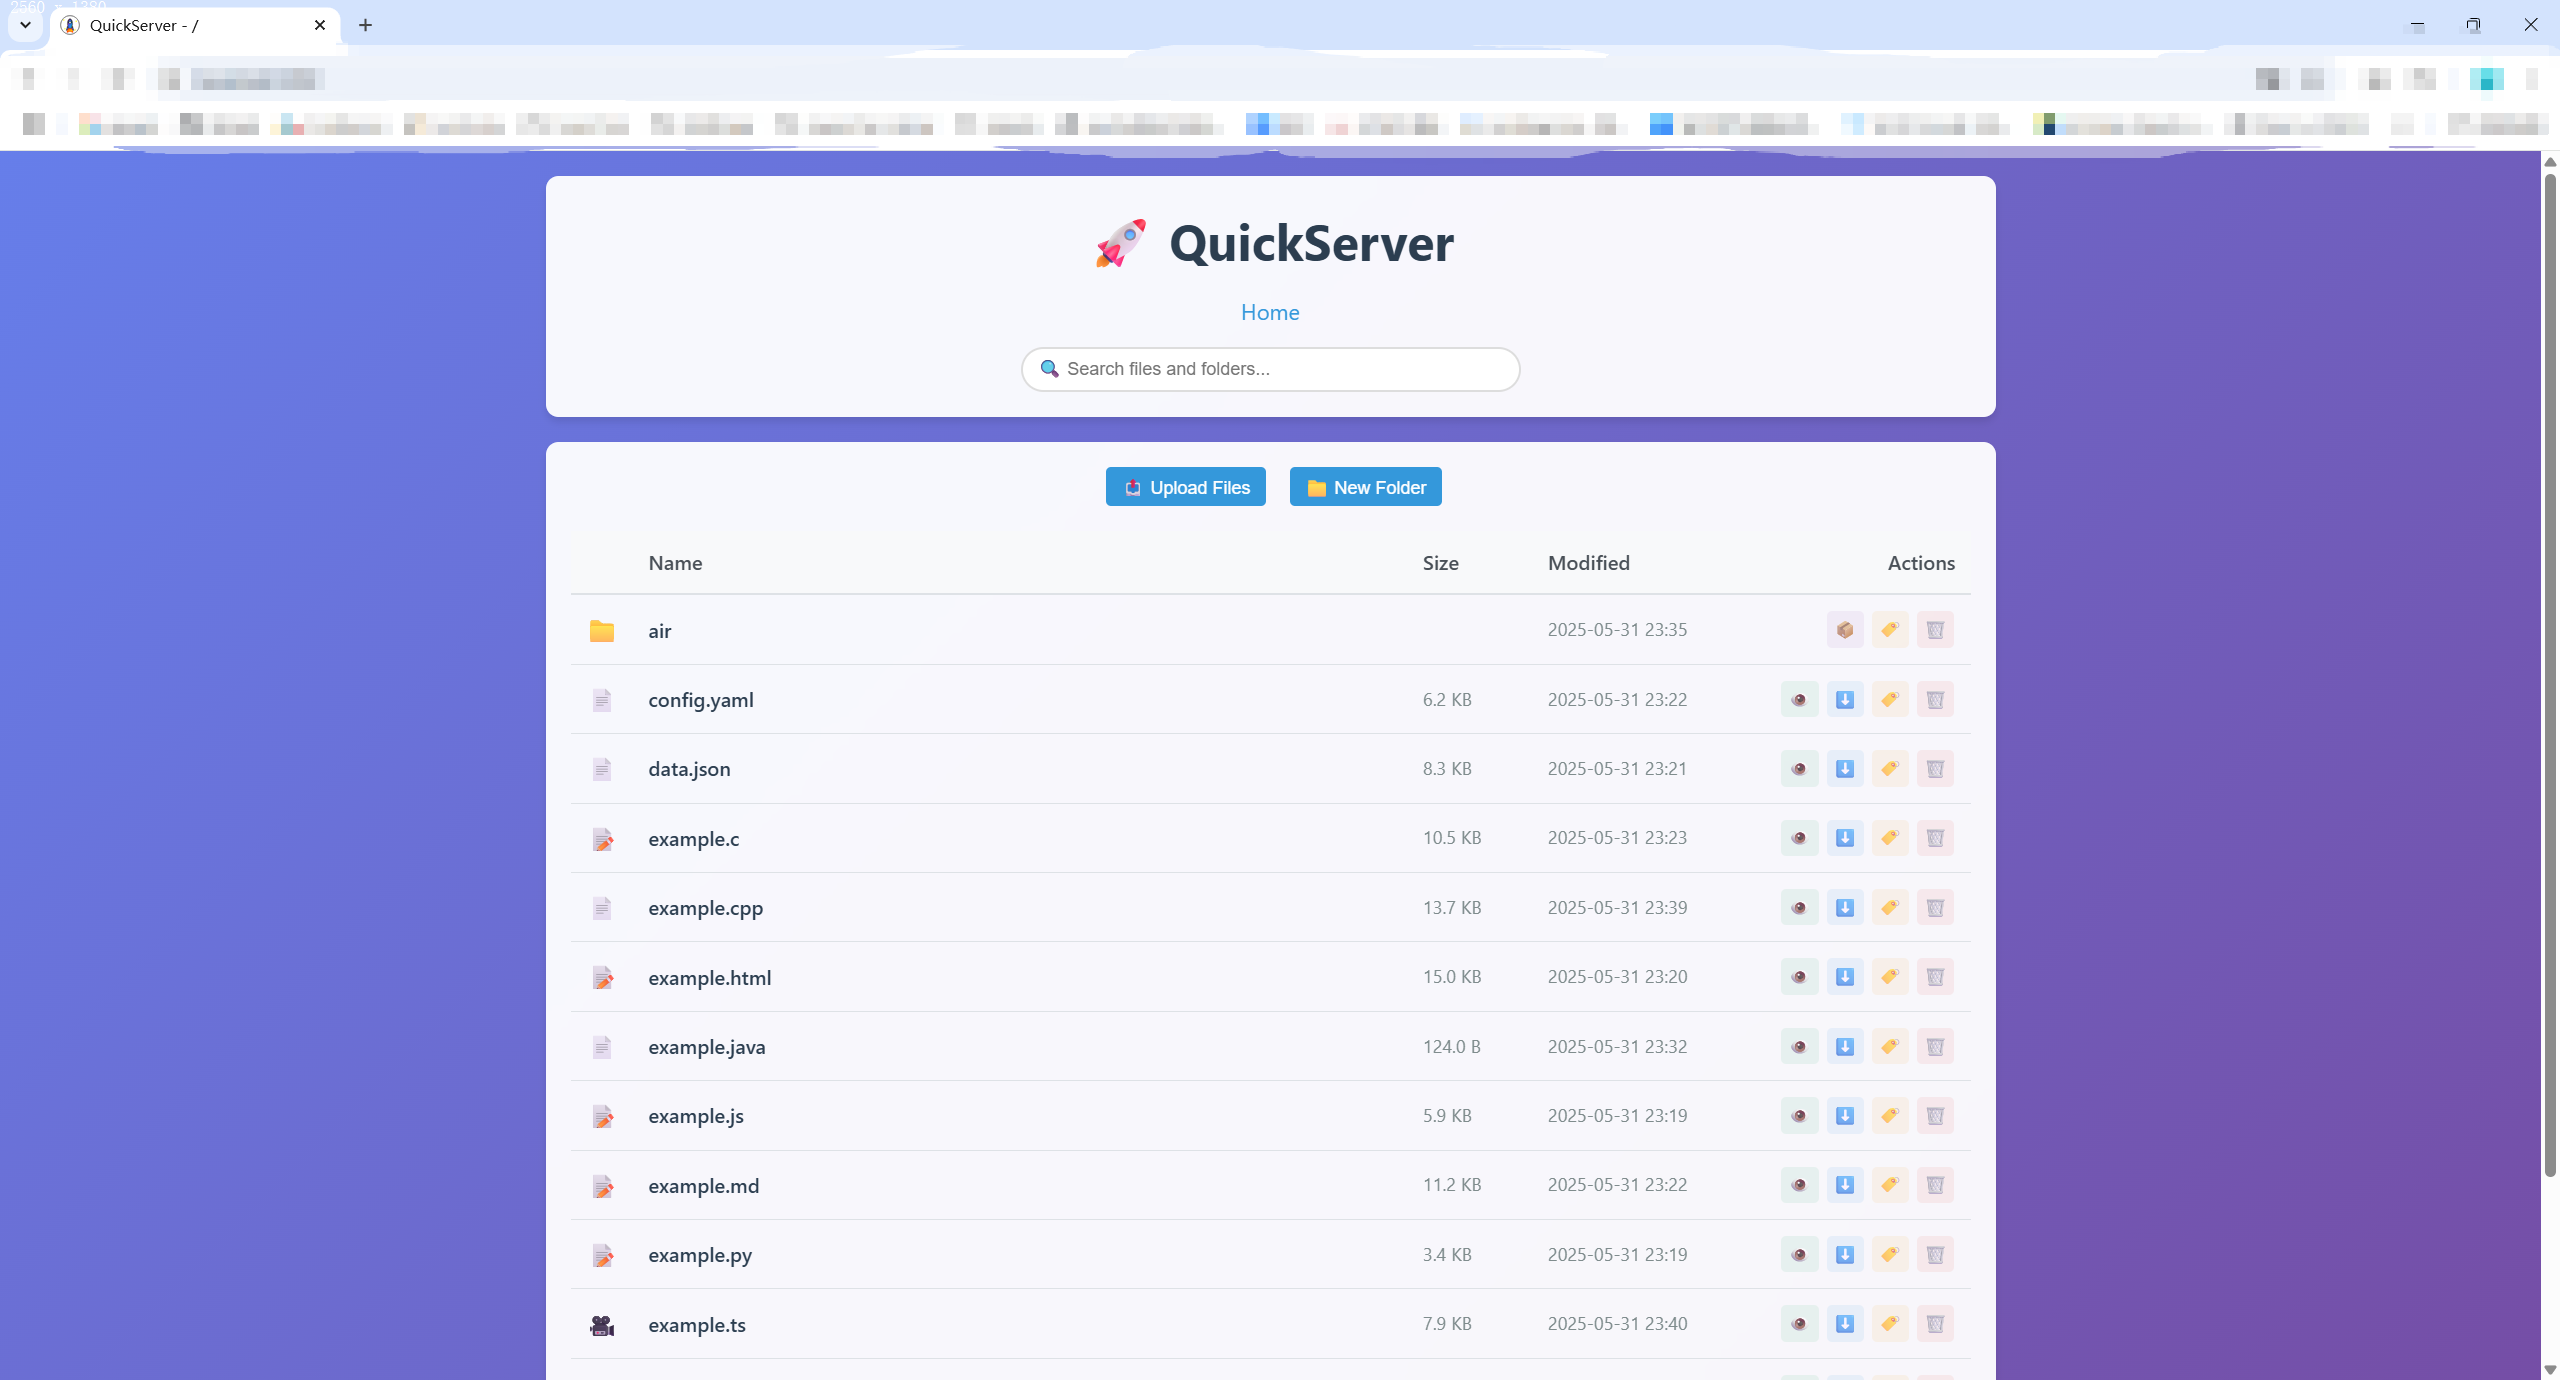 2560 × 1380
QuickServer - /
QuickServer
Home
Search files and folders...
Upload Files New Folder
Name Size Modified Actions
air 2025-05-31 23:35
config.yaml 6.2 KB 2025-05-31 23:22
data.json 8.3 KB 2025-05-31 23:21
example.c 10.5 KB 2025-05-31 23:23
example.cpp 13.7 KB 2025-05-31 23:39
example.html 15.0 KB 2025-05-31 23:20
example.java 124.0 B 2025-05-31 23:32
example.js 5.9 KB 2025-05-31 23:19
example.md 11.2 KB 2025-05-31 23:22
example.py 3.4 KB 2025-05-31 23:19
example.ts 7.9 KB 2025-05-31 23:40